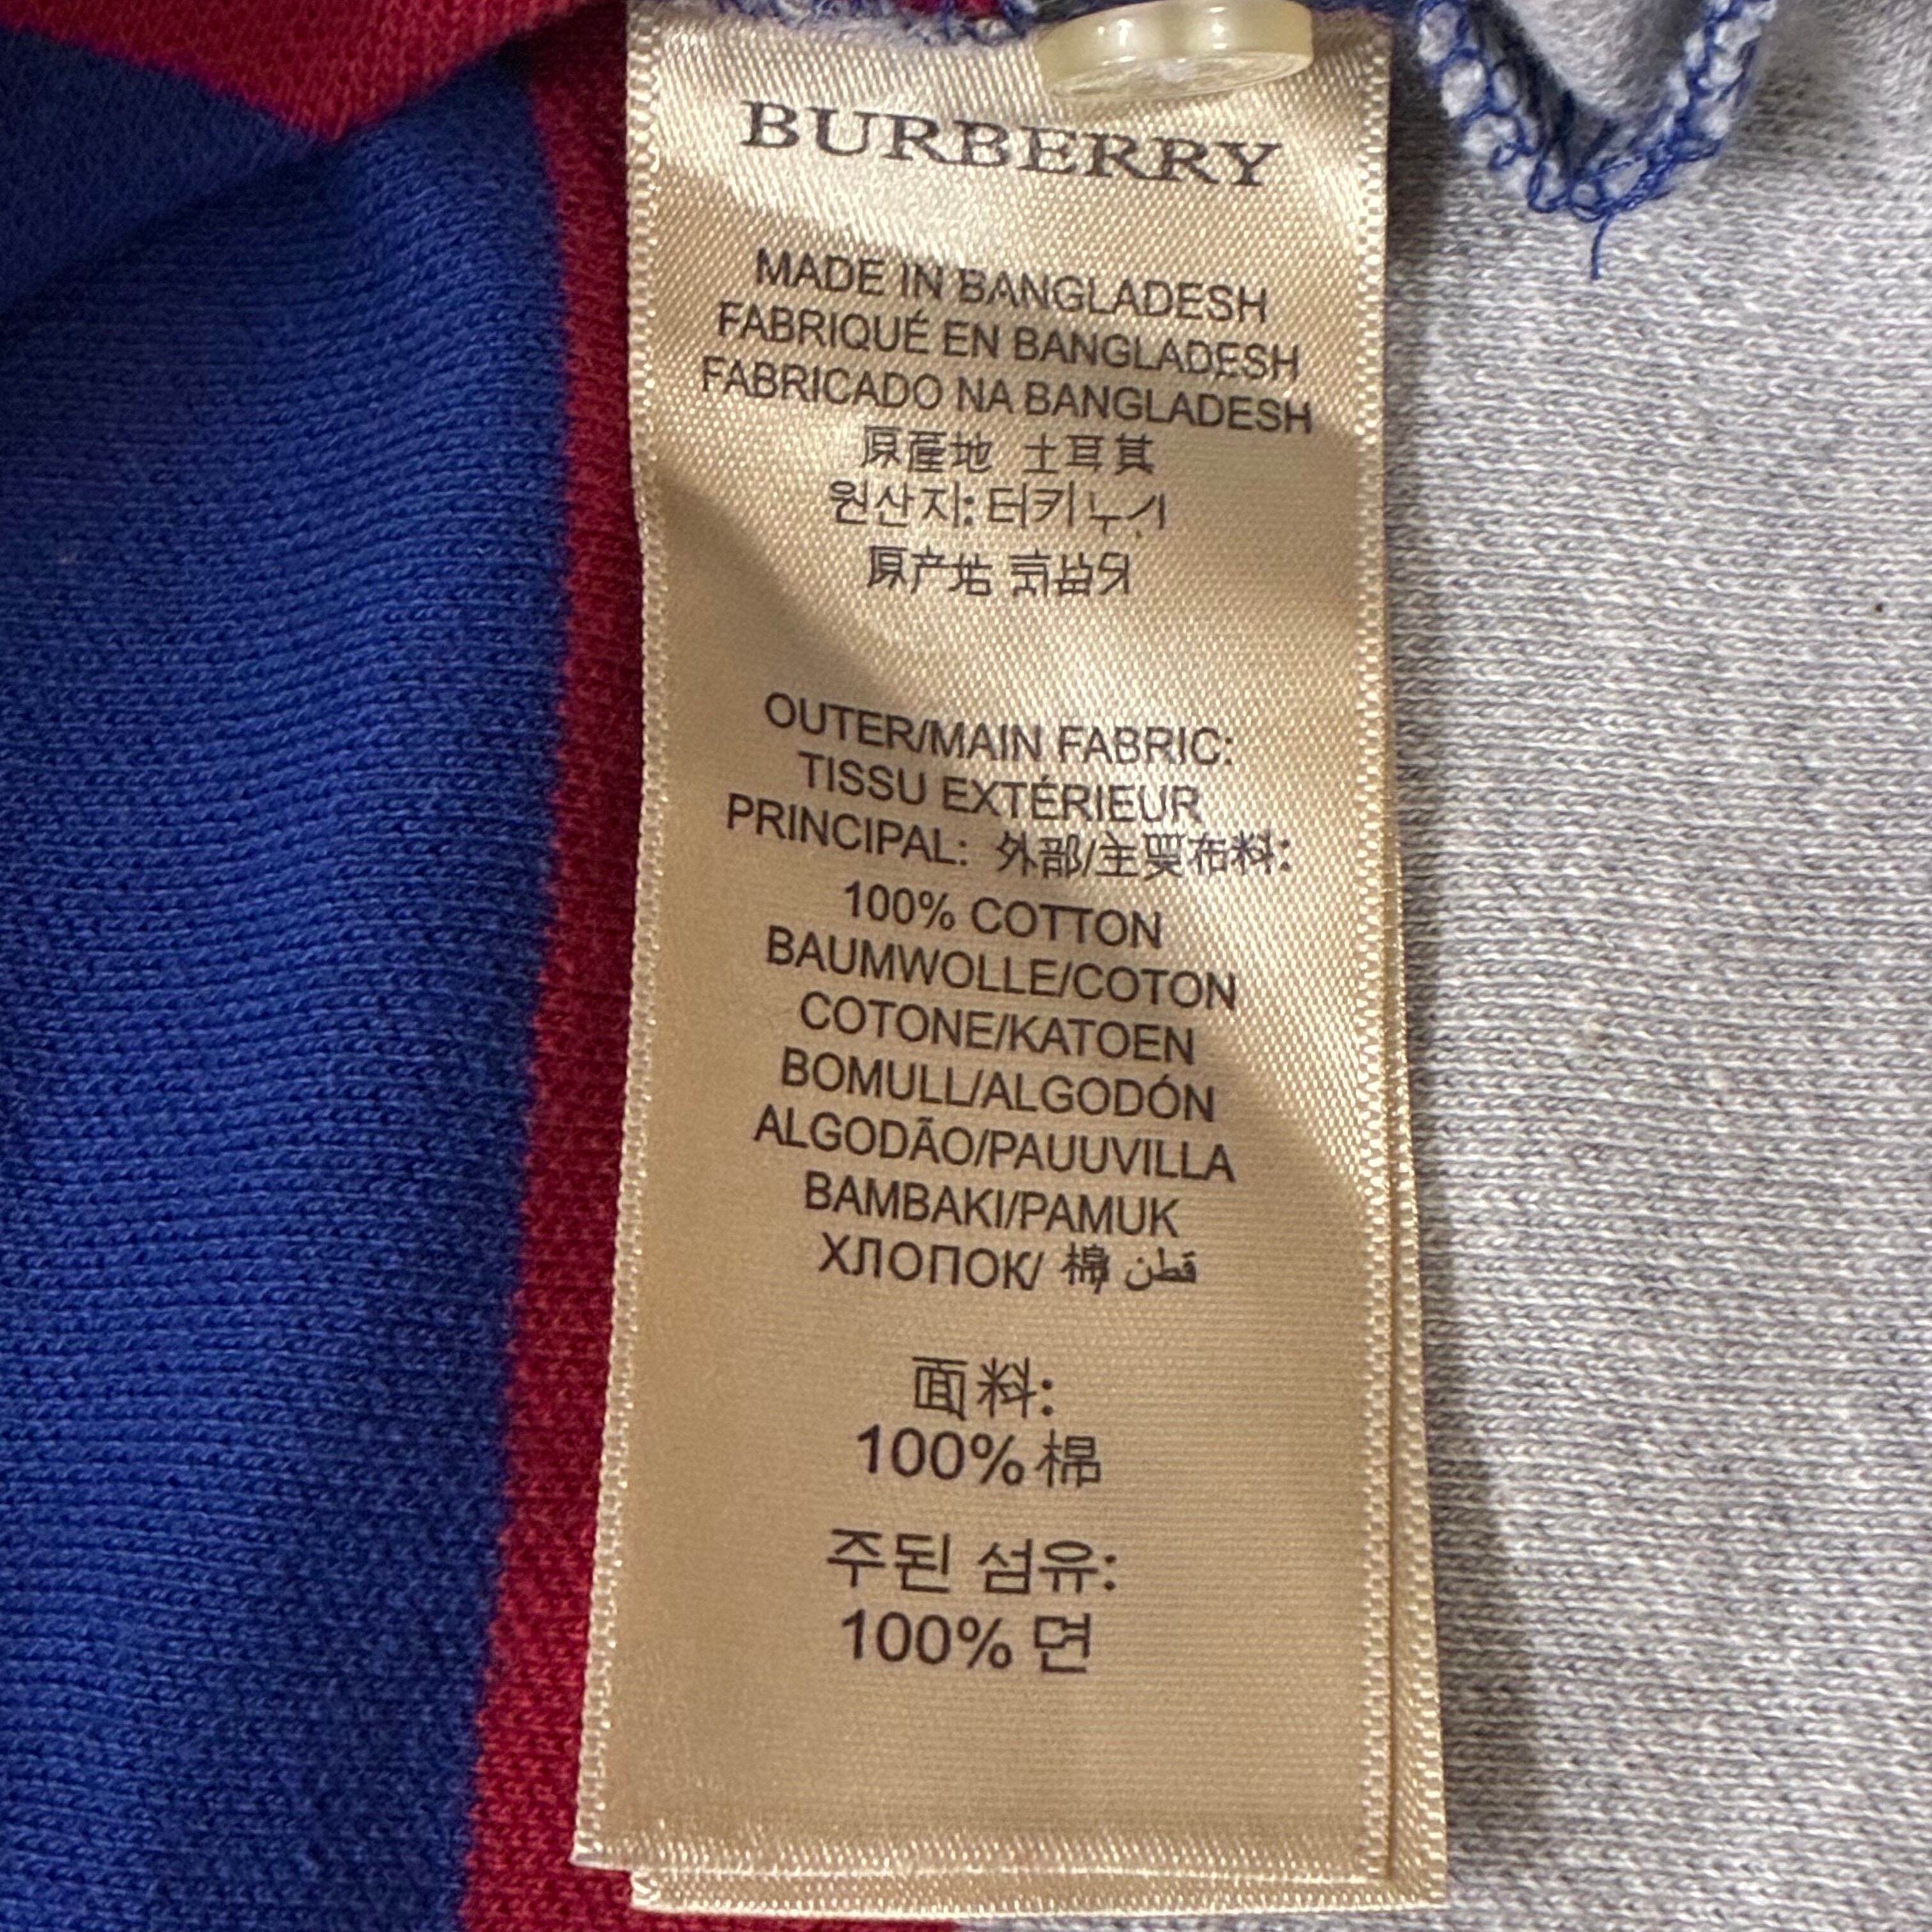 BURBERRY
MADE IN BANGLADESH
FABRIQUÉ EN BANGLADESH
FABRICADO NA BANGLADESH
原産地 土耳其
원산지: 터키
原产地
OUTER/MAIN FABRIC:
TISSU EXTÉRIEUR
PRINCIPAL: 外部/主要布料:
100% COTTON
BAUMWOLLE/COTON
COTONE/KATOEN
BOMULL/ALGODÓN
ALGODÃO/PAUUVILLA
BAMBAKI/PAMUK
ХЛОПОК/ 棉 قطن
面料:
100% 棉
주된 섬유:
100% 면